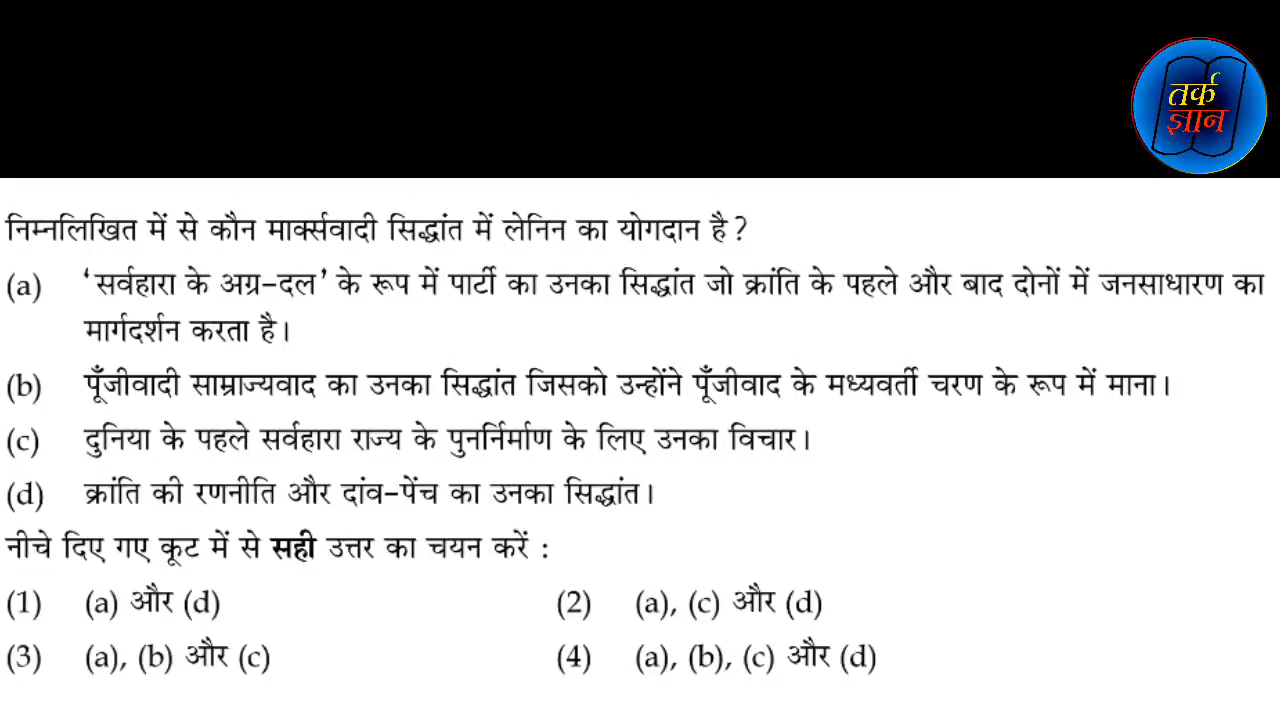 तर्क
ज्ञान
निम्नलिखित में से कौन मार्क्सवादी सिद्धांत में लेनिन का योगदान है ?
(a) ‘सर्वहारा के अग्र-दल’ के रूप में पार्टी का उनका सिद्धांत जो क्रांति के पहले और बाद दोनों में जनसाधारण का
मार्गदर्शन करता है।
(b) पूँजीवादी साम्राज्यवाद का उनका सिद्धांत जिसको उन्होंने पूँजीवाद के मध्यवर्ती चरण के रूप में माना।
(c) दुनिया के पहले सर्वहारा राज्य के पुनर्निर्माण के लिए उनका विचार।
(d) क्रांति की रणनीति और दांव-पेंच का उनका सिद्धांत।
नीचे दिए गए कूट में से सही उत्तर का चयन करें :
(1) (a) और (d) (2) (a), (c) और (d)
(3) (a), (b) और (c) (4) (a), (b), (c) और (d)